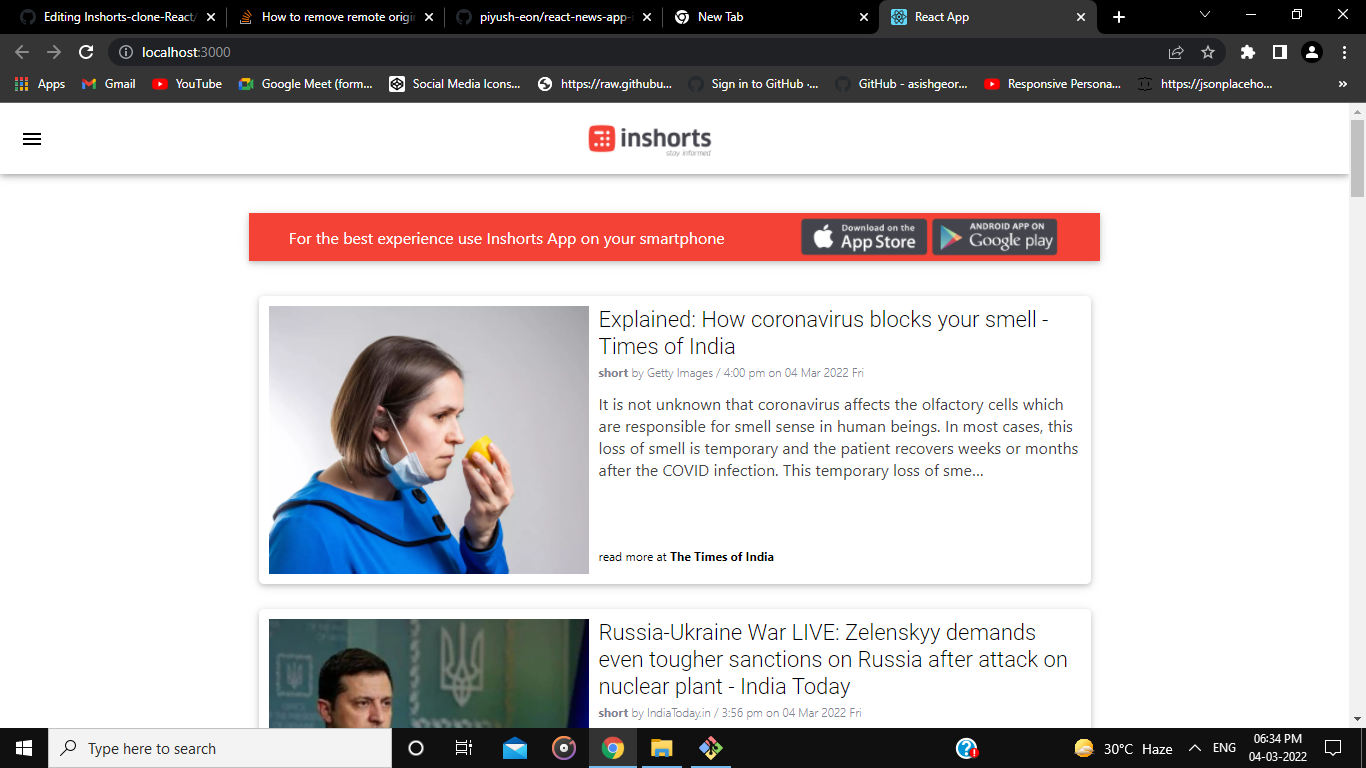 Editing Inshorts-clone-React/
How to remove remote origi
piyush-eon/react-news-app-i
New Tab
React App
localhost:3000
Apps
Gmail
YouTube
Google Meet (form...
Social Media Icons...
https://raw.githubu...
Sign in to GitHub ·...
GitHub - asishgeor...
Responsive Persona...
https://jsonplaceho...
»
inshorts
stay informed
For the best experience use Inshorts App on your smartphone
Download on the
App Store
ANDROID APP ON
Google play
Explained: How coronavirus blocks your smell -
Times of India
short by Getty Images / 4:00 pm on 04 Mar 2022 Fri
It is not unknown that coronavirus affects the olfactory cells which
are responsible for smell sense in human beings. In most cases, this
loss of smell is temporary and the patient recovers weeks or months
after the COVID infection. This temporary loss of sme...
read more at The Times of India
Russia-Ukraine War LIVE: Zelenskyy demands
even tougher sanctions on Russia after attack on
nuclear plant - India Today
short by IndiaToday.in / 3:56 pm on 04 Mar 2022 Fri
Type here to search
30°C Haze
ENG
06:34 PM
04-03-2022